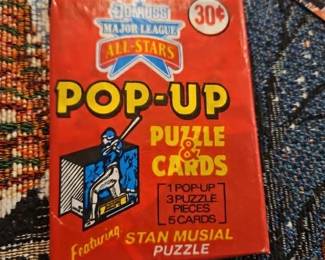 DONRUSS
30¢
MAJOR LEAGUE
ALL-STARS
POP-UP
PUZZLE
&
CARDS
1 POP-UP
3 PUZZLE
PIECES
5 CARDS
Featuring
STAN MUSIAL
PUZZLE